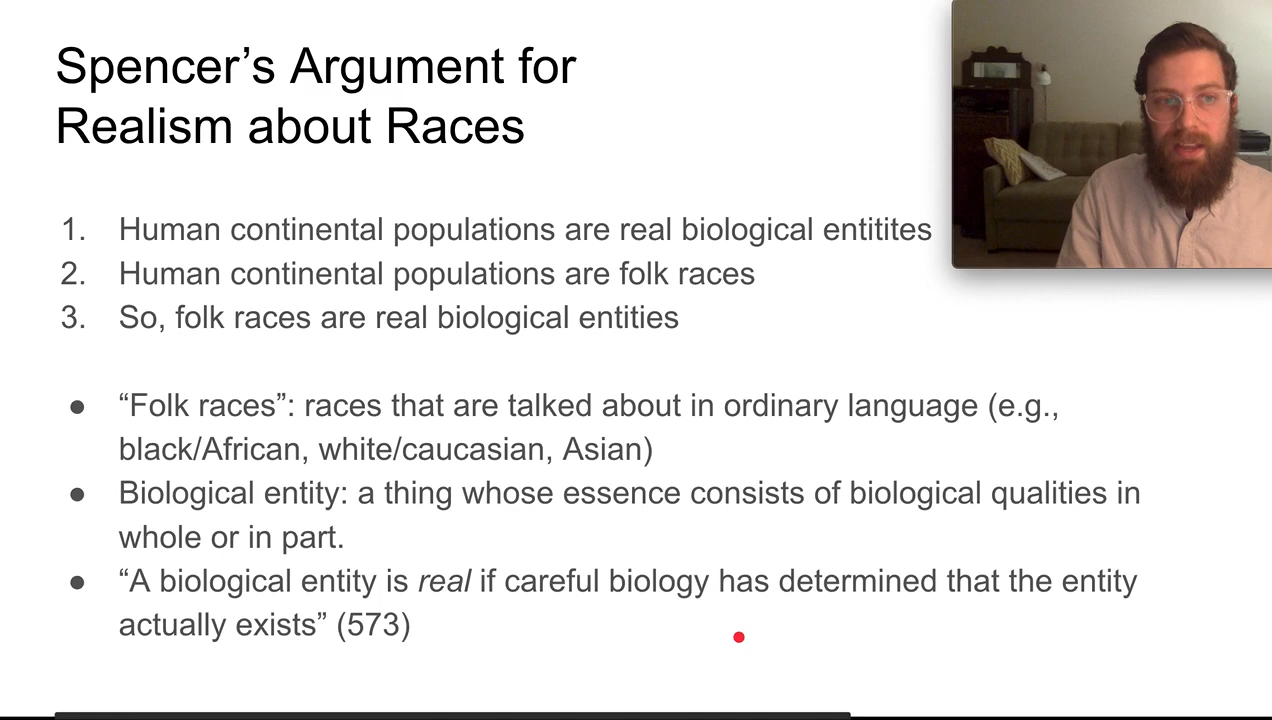 Spencer’s Argument for
Realism about Races
1. Human continental populations are real biological entitites
2. Human continental populations are folk races
3. So, folk races are real biological entities
● “Folk races”: races that are talked about in ordinary language (e.g.,
black/African, white/caucasian, Asian)
● Biological entity: a thing whose essence consists of biological qualities in
whole or in part.
● “A biological entity is real if careful biology has determined that the entity
actually exists” (573)